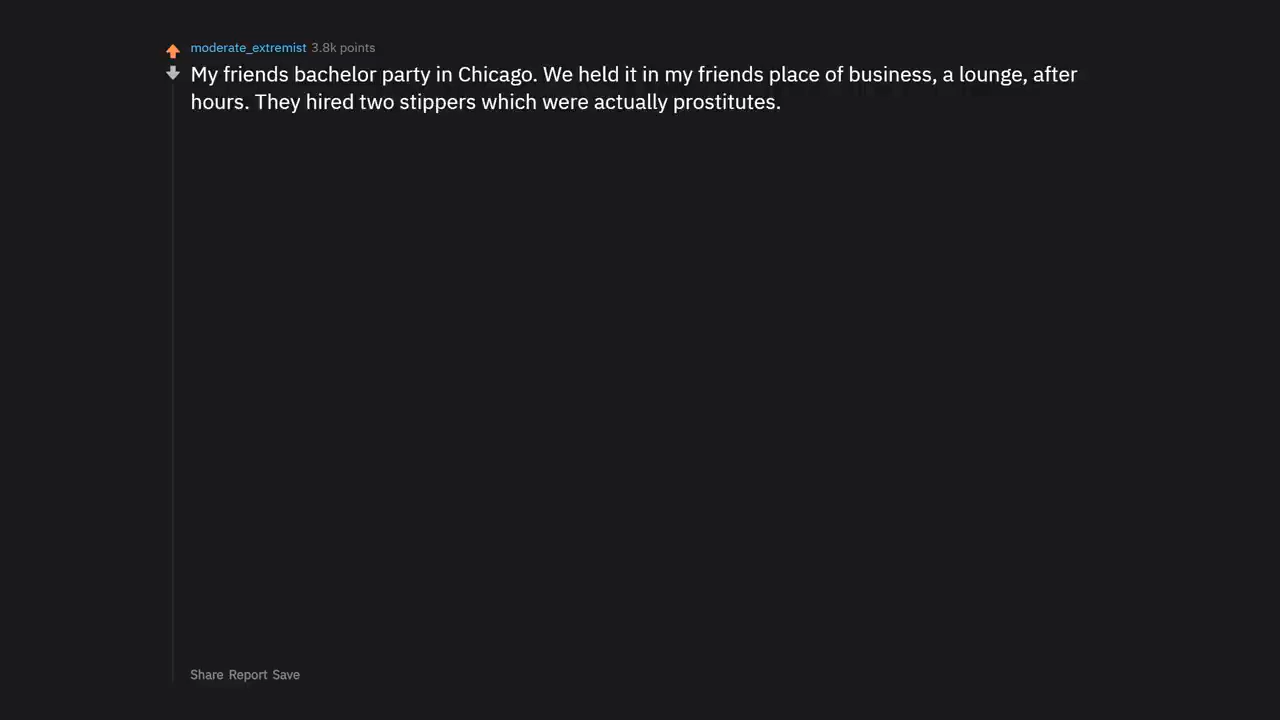 moderate_extremist 3.8k points
My friends bachelor party in Chicago. We held it in my friends place of business, a lounge, after
hours. They hired two stippers which were actually prostitutes.
Share Report Save